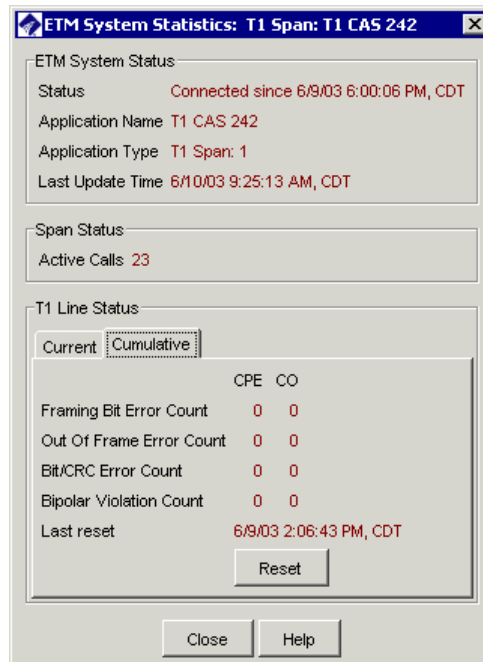 ETM System Statistics: T1 Span: T1 CAS 242
ETM System Status
Status Connected since 6/9/03 6:00:06 PM, CDT
Application Name T1 CAS 242
Application Type T1 Span: 1
Last Update Time 6/10/03 9:25:13 AM, CDT
Span Status
Active Calls 23
T1 Line Status
Current Cumulative
CPE CO
Framing Bit Error Count 0 0
Out Of Frame Error Count 0 0
Bit/CRC Error Count 0 0
Bipolar Violation Count 0 0
Last reset 6/9/03 2:06:43 PM, CDT
Reset
Close Help